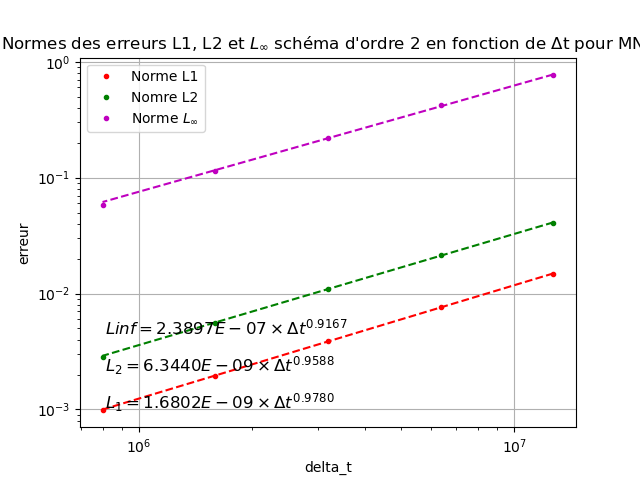 Normes des erreurs L1, L2 et L∞ schéma d'ordre 2 en fonction de Δt pour MN
10⁰
Norme L1
Nomre L2
Norme L∞
10⁻¹
erreur
10⁻²
Linf = 2.3897E − 07 × Δt^0.9167
L₂ = 6.3440E − 09 × Δt^0.9588
L₁ = 1.6802E − 09 × Δt^0.9780
10⁻³
10⁶
10⁷
delta_t